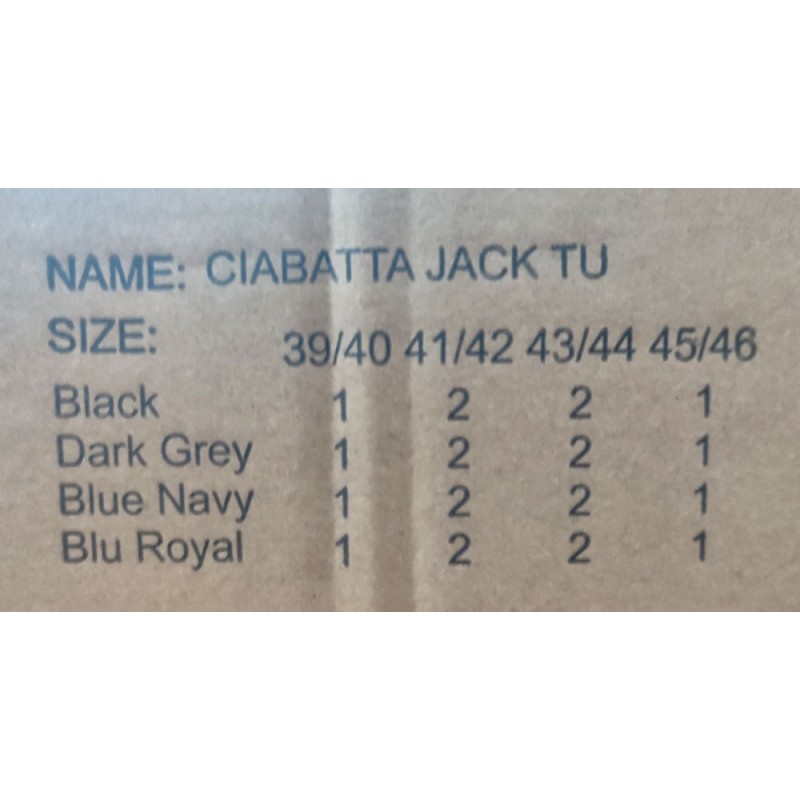 NAME: CIABATTA JACK TU
SIZE: 39/40 41/42 43/44 45/46
Black 1 2 2 1
Dark Grey 1 2 2 1
Blue Navy 1 2 2 1
Blu Royal 1 2 2 1